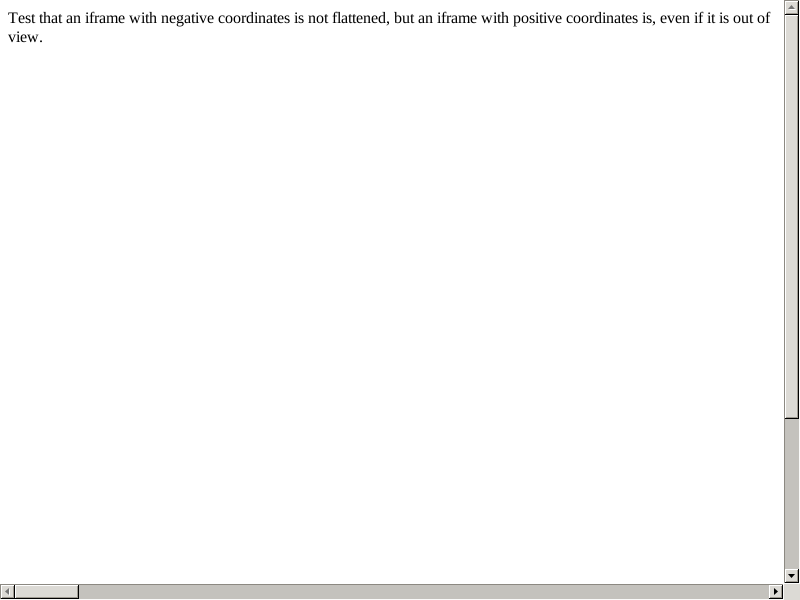 Test that an iframe with negative coordinates is not flattened, but an iframe with positive coordinates is, even if it is out of
view.